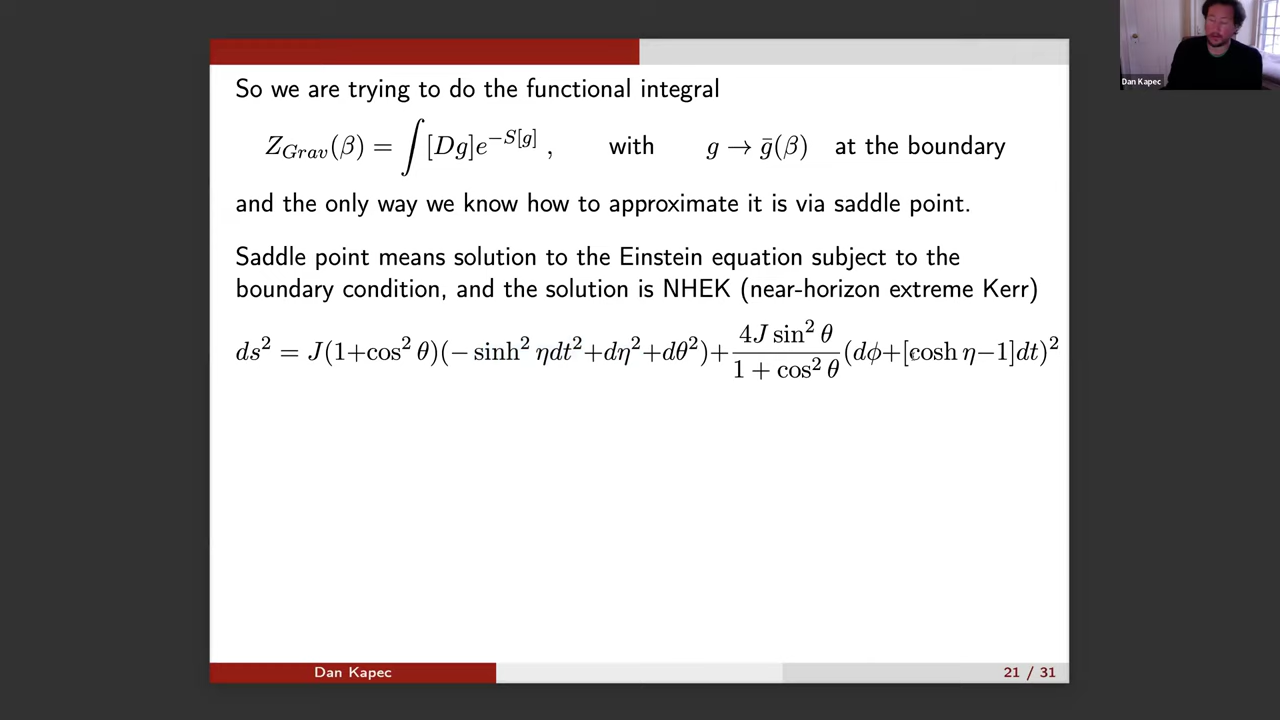 Dan Kapec
So we are trying to do the functional integral
Z_{Grav}(β) = ∫[Dg]e^{−S[g]} , with g → ḡ(β) at the boundary
and the only way we know how to approximate it is via saddle point.
Saddle point means solution to the Einstein equation subject to the
boundary condition, and the solution is NHEK (near-horizon extreme Kerr)
ds² = J(1+cos² θ)(− sinh² ηdt²+dη²+dθ²)+\frac{4J sin² θ}{1 + cos² θ}(dϕ+[cosh η−1]dt)²
Dan Kapec 21 / 31